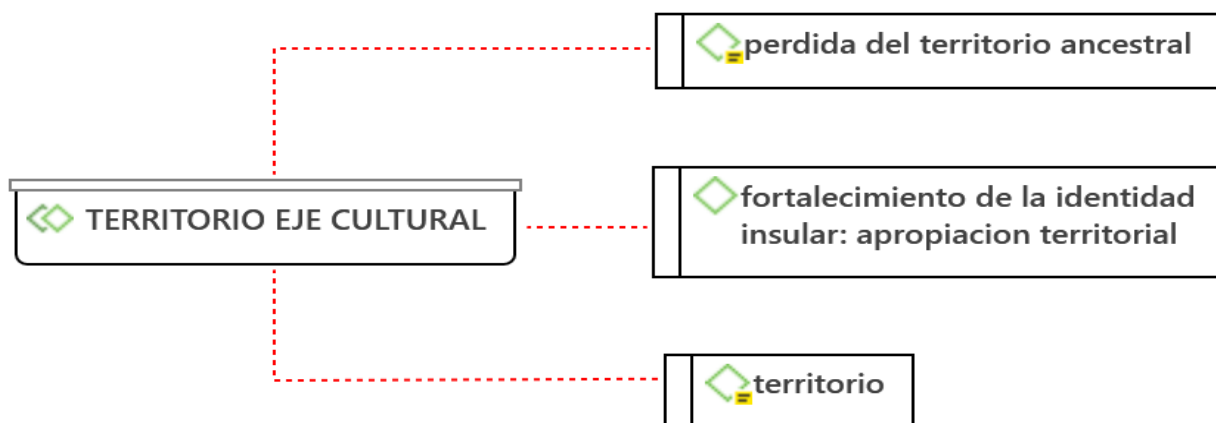 perdida del territorio ancestral
TERRITORIO EJE CULTURAL
fortalecimiento de la identidad
insular: apropiacion territorial
territorio